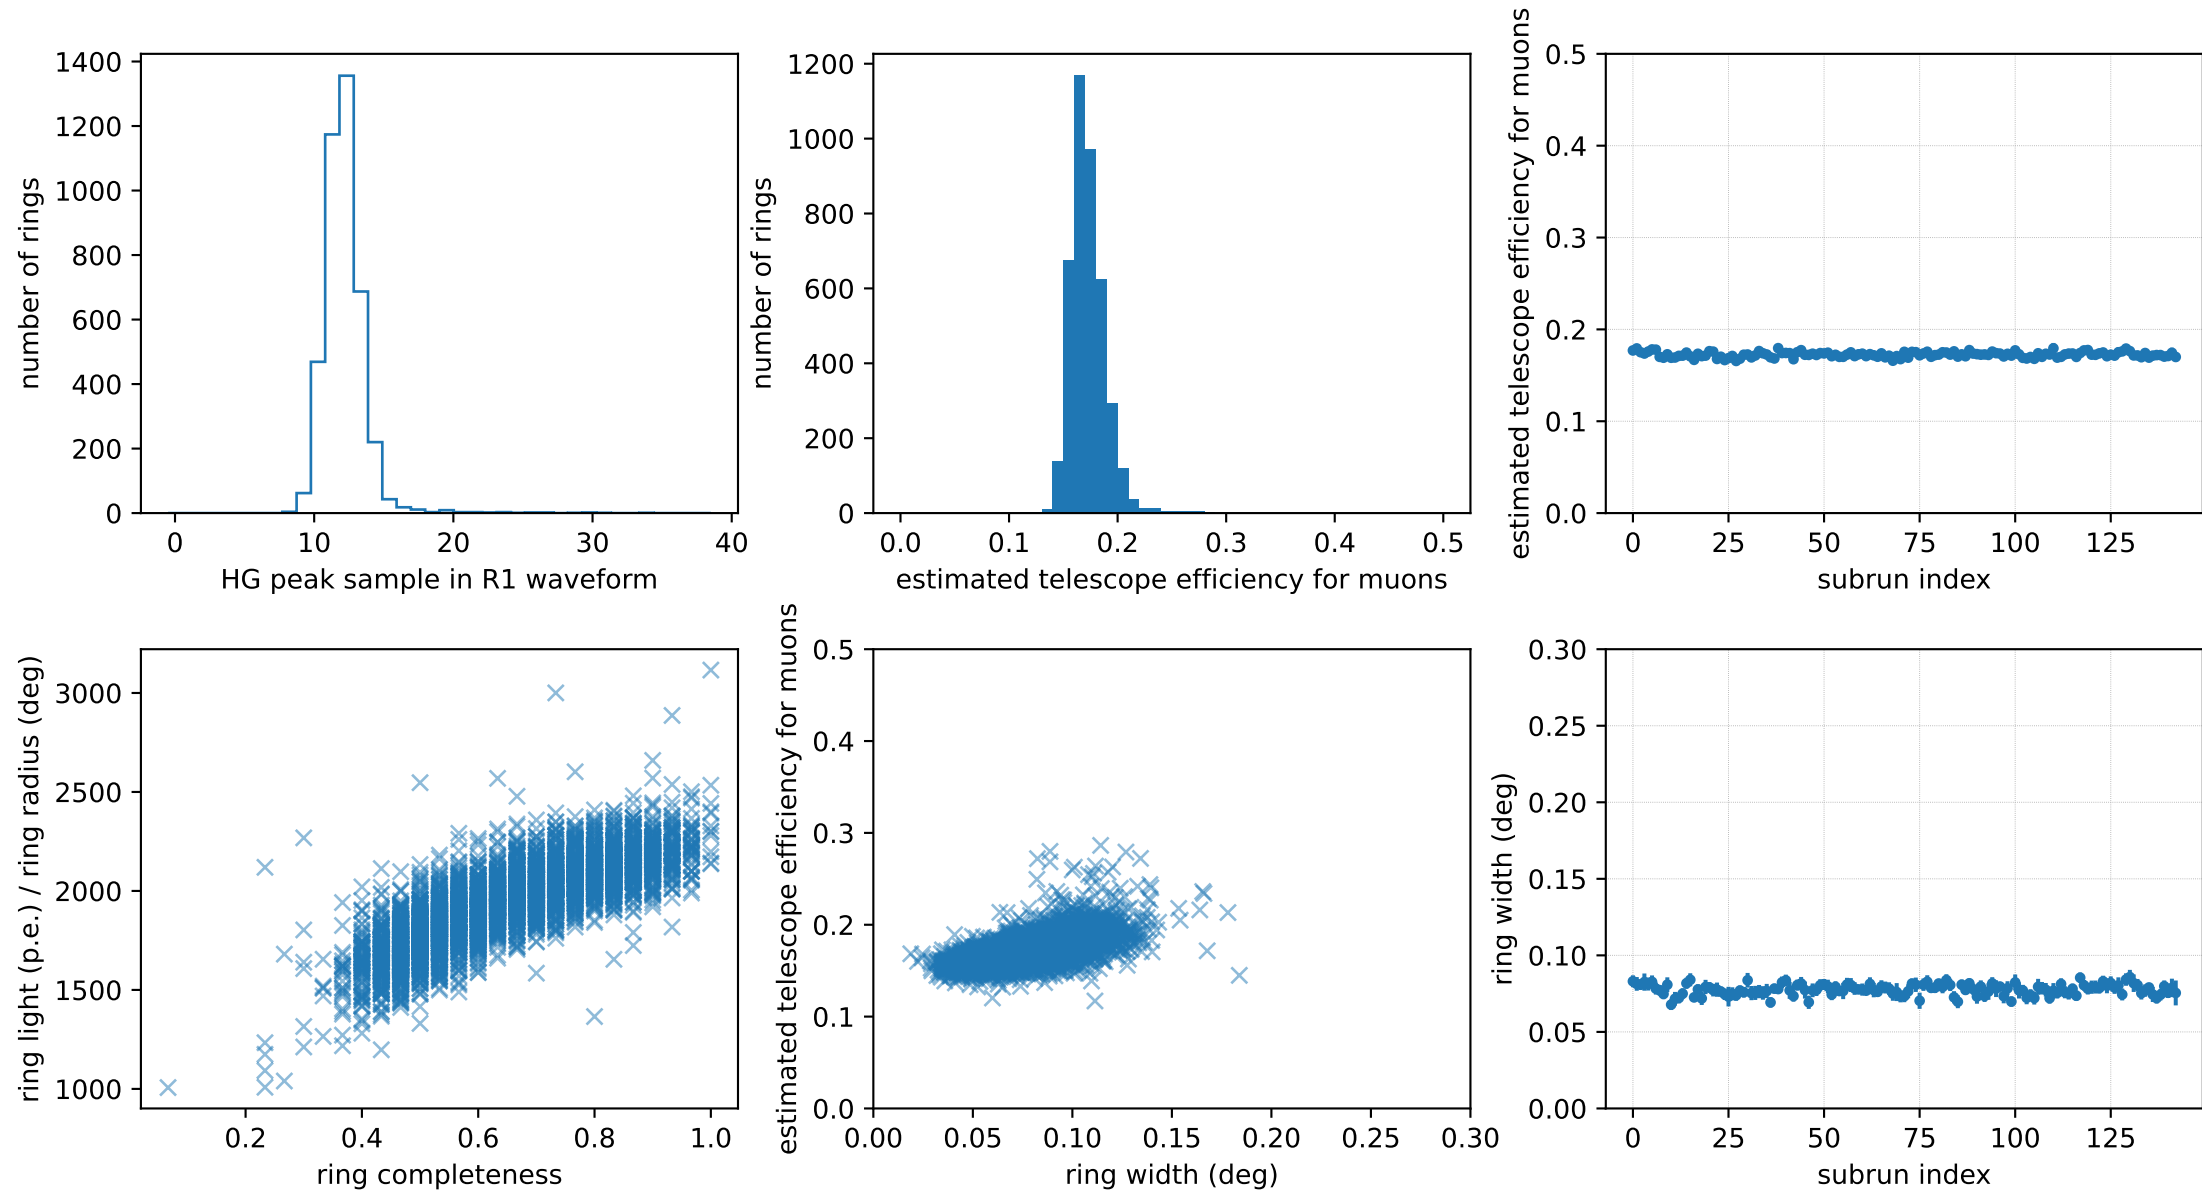 number of rings
1400
1200
1000
800
600
400
200
0
0 10 20 30 40
HG peak sample in R1 waveform
number of rings
1200
1000
800
600
400
200
0
0.0 0.1 0.2 0.3 0.4 0.5
estimated telescope efficiency for muons
estimated telescope efficiency for muons
0.5
0.4
0.3
0.2
0.1
0.0
0 25 50 75 100 125
subrun index
ring light (p.e.) / ring radius (deg)
3000
2500
2000
1500
1000
0.2 0.4 0.6 0.8 1.0
ring completeness
estimated telescope efficiency for muons
0.5
0.4
0.3
0.2
0.1
0.0
0.00 0.05 0.10 0.15 0.20 0.25 0.30
ring width (deg)
ring width (deg)
0.30
0.25
0.20
0.15
0.10
0.05
0.00
0 25 50 75 100 125
subrun index